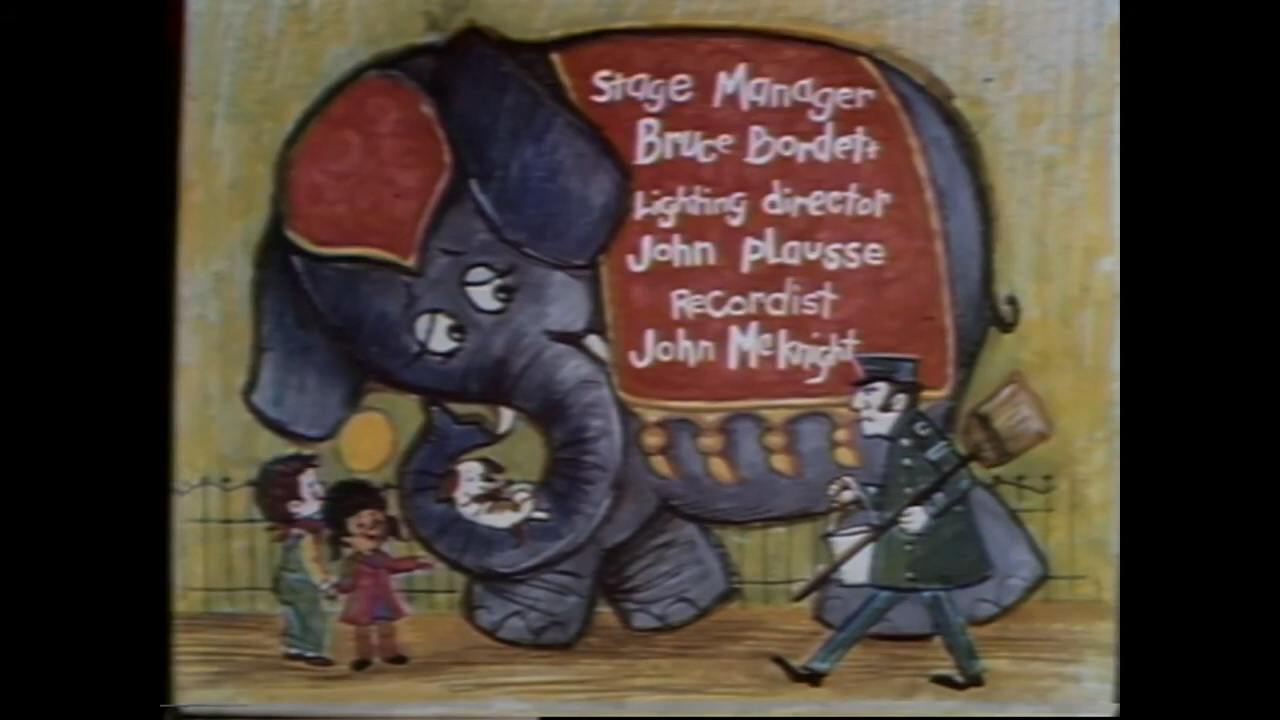 Stage Manager
Bruce Bordett
Lighting director
John plausse
Recordist
John McKnight